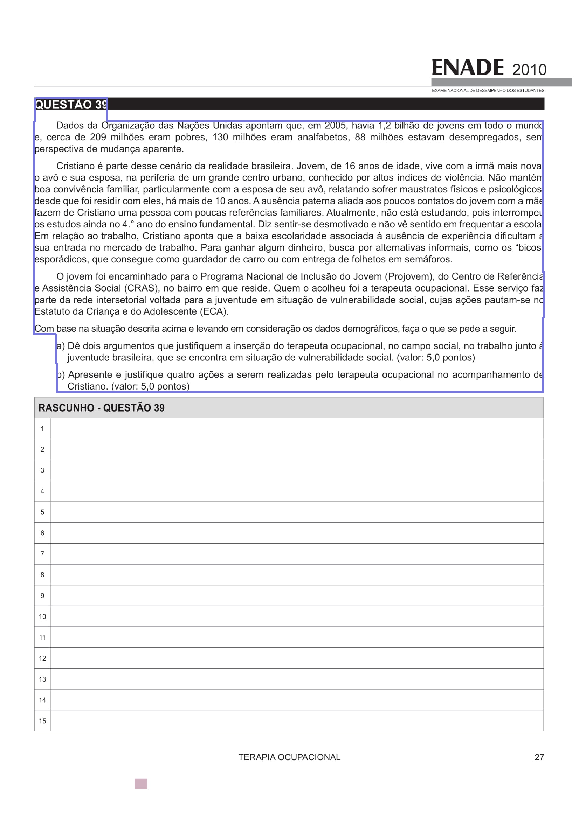 ENADE 2010
EXAME NACIONAL DE DESEMPENHO DOS ESTUDANTES
QUESTÃO 39
Dados da Organização das Nações Unidas apontam que, em 2005, havia 1,2 bilhão de jovens em todo o mundo
e, cerca de 209 milhões eram pobres, 130 milhões eram analfabetos, 88 milhões estavam desempregados, sem
perspectiva de mudança aparente.
Cristiano é parte desse cenário da realidade brasileira. Jovem, de 16 anos de idade, vive com a irmã mais nova,
o avô e sua esposa, na periferia de um grande centro urbano, conhecido por altos índices de violência. Não mantém
boa convivência familiar, particularmente com a esposa de seu avô, relatando sofrer maustratos físicos e psicológicos,
desde que foi residir com eles, há mais de 10 anos. A ausência paterna aliada aos poucos contatos do jovem com a mãe
fazem de Cristiano uma pessoa com poucas referências familiares. Atualmente, não está estudando, pois interrompeu
os estudos ainda no 4.° ano do ensino fundamental. Diz sentir-se desmotivado e não vê sentido em frequentar a escola.
Em relação ao trabalho, Cristiano aponta que a baixa escolaridade associada à ausência de experiência dificultam a
sua entrada no mercado de trabalho. Para ganhar algum dinheiro, busca por alternativas informais, como os “bicos”
esporádicos, que consegue como guardador de carro ou com entrega de folhetos em semáforos.
O jovem foi encaminhado para o Programa Nacional de Inclusão do Jovem (Projovem), do Centro de Referência
e Assistência Social (CRAS), no bairro em que reside. Quem o acolheu foi a terapeuta ocupacional. Esse serviço faz
parte da rede intersetorial voltada para a juventude em situação de vulnerabilidade social, cujas ações pautam-se no
Estatuto da Criança e do Adolescente (ECA).
Com base na situação descrita acima e levando em consideração os dados demográficos, faça o que se pede a seguir.
a) Dê dois argumentos que justifiquem a inserção do terapeuta ocupacional, no campo social, no trabalho junto à
juventude brasileira, que se encontra em situação de vulnerabilidade social. (valor: 5,0 pontos)
b) Apresente e justifique quatro ações a serem realizadas pelo terapeuta ocupacional no acompanhamento de
Cristiano. (valor: 5,0 pontos)
RASCUNHO - QUESTÃO 39
1
2
3
4
5
6
7
8
9
10
11
12
13
14
15
TERAPIA OCUPACIONAL 27